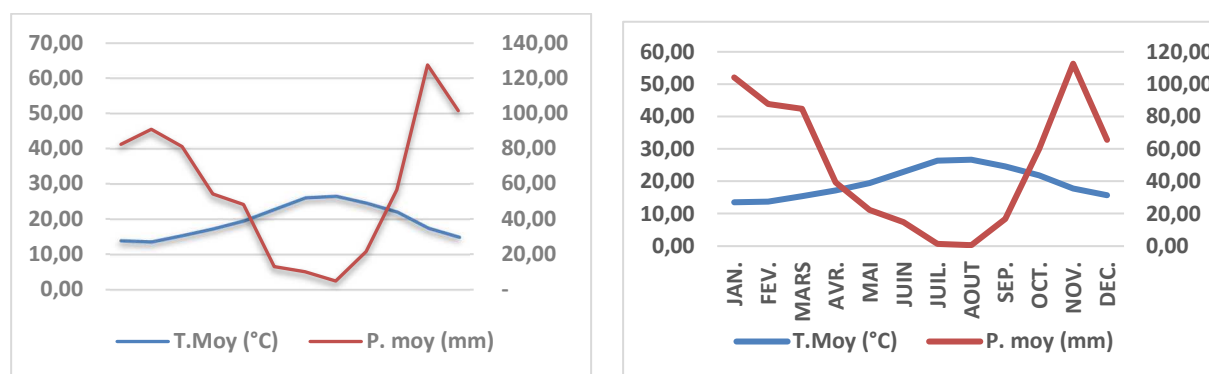 70,00
60,00
50,00
40,00
30,00
20,00
10,00
0,00
140,00
120,00
100,00
80,00
60,00
40,00
20,00
-
T.Moy (°C)
P. moy (mm)
60,00
50,00
40,00
30,00
20,00
10,00
0,00
120,00
100,00
80,00
60,00
40,00
20,00
0,00
JAN.
FEV.
MARS
AVR.
MAI
JUIN
JUIL.
AOUT
SEP.
OCT.
NOV.
DEC.
T.Moy (°C)
P. moy (mm)